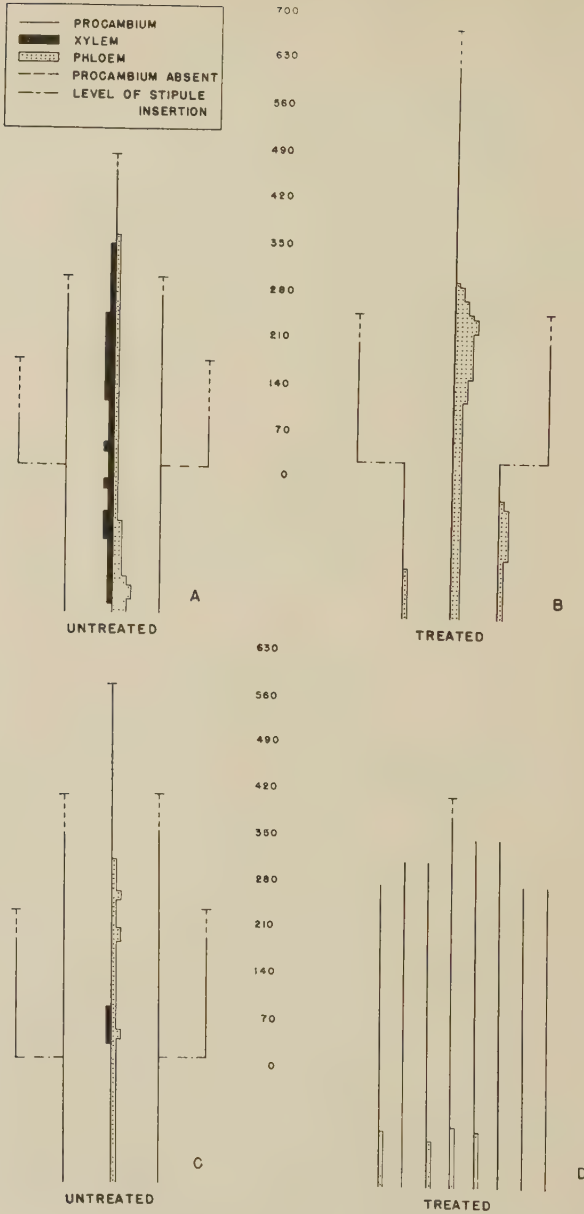 PROCAMBIUM
XYLEM
PHLOEM
PROCAMBIUM ABSENT
LEVEL OF STIPULE
INSERTION
700
630
560
490
420
350
280
210
140
70
0
A
UNTREATED
B
TREATED
630
560
490
420
350
280
210
140
70
0
C
UNTREATED
D
TREATED